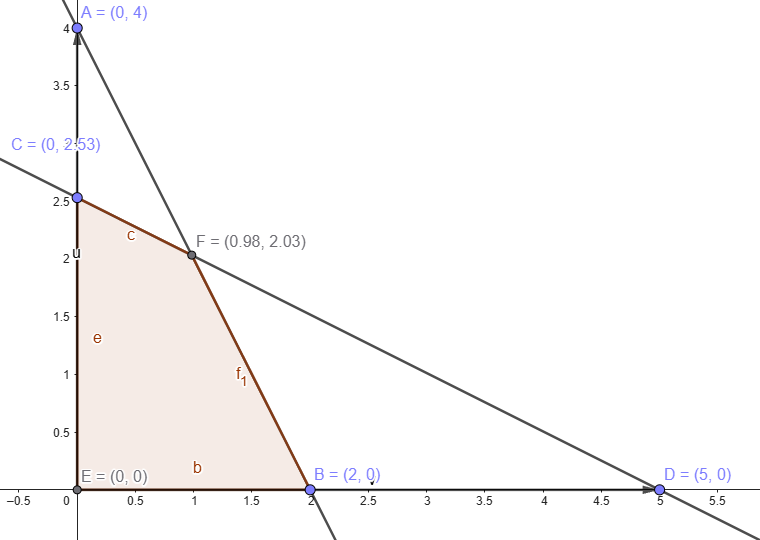 A = (0, 4)
4
3.5
C = (0, 2.53)
2.5
c
F = (0.98, 2.03)
u
2
1.5
e
1
f1
0.5
b
E = (0, 0)
B = (2, 0)
D = (5, 0)
–0.5 0 0.5 1 1.5 2 2.5 3 3.5 4 4.5 5 5.5